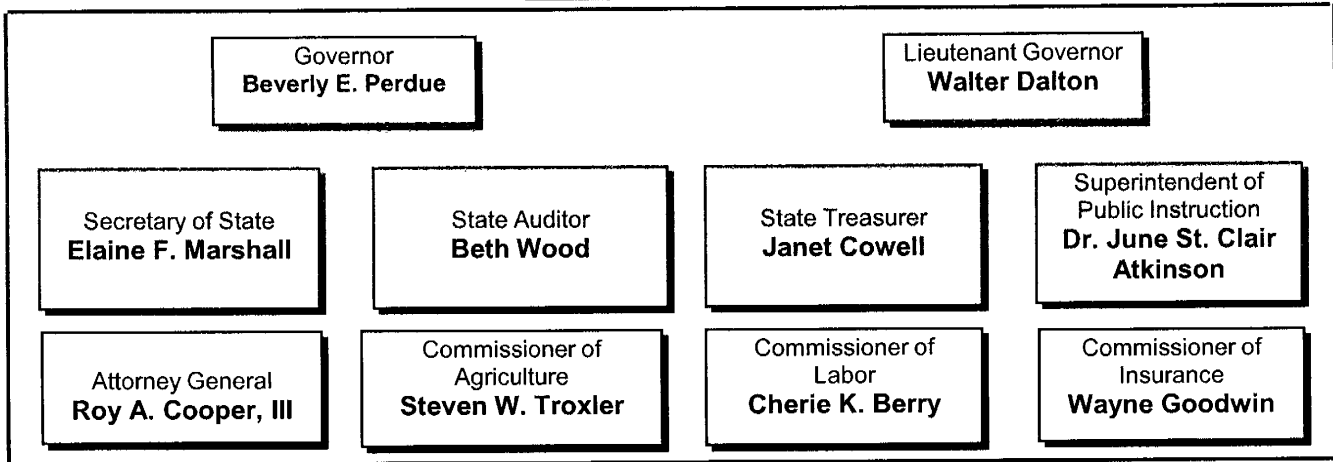 Governor
Beverly E. Perdue
Lieutenant Governor
Walter Dalton
Secretary of State
Elaine F. Marshall
State Auditor
Beth Wood
State Treasurer
Janet Cowell
Superintendent of
Public Instruction
Dr. June St. Clair
Atkinson
Attorney General
Roy A. Cooper, III
Commissioner of
Agriculture
Steven W. Troxler
Commissioner of
Labor
Cherie K. Berry
Commissioner of
Insurance
Wayne Goodwin